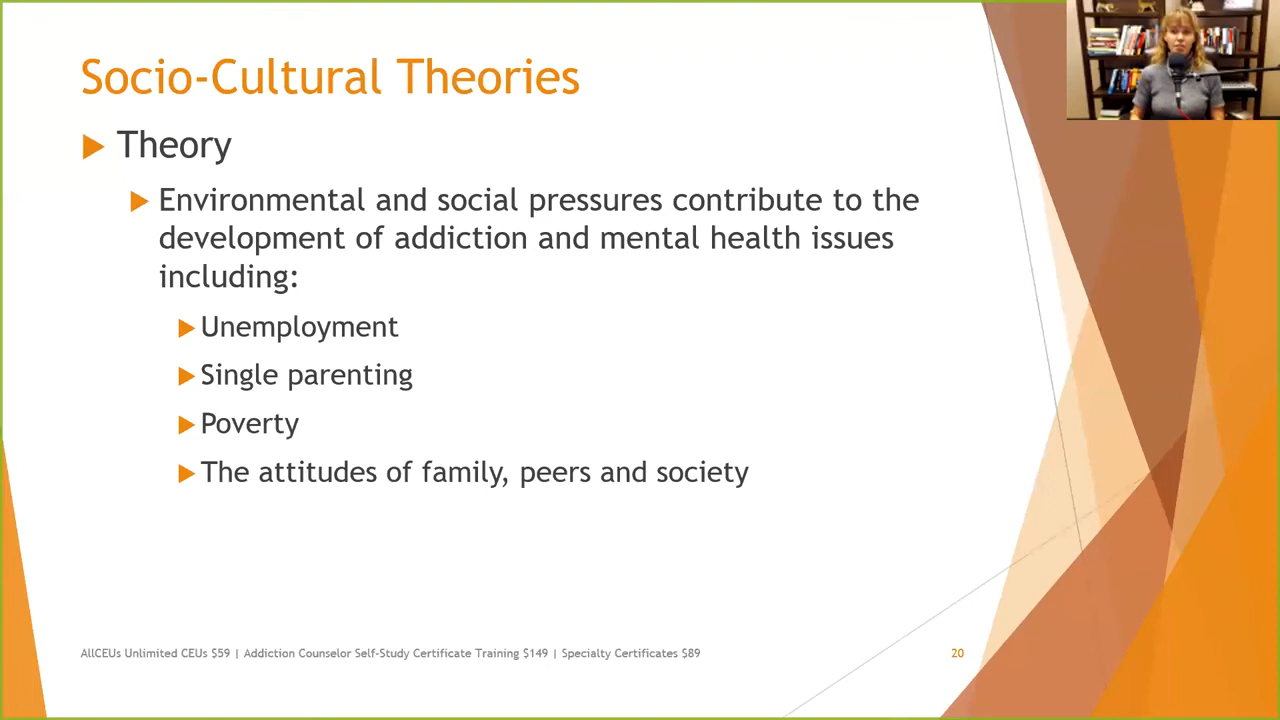 Socio-Cultural Theories
Theory
Environmental and social pressures contribute to the
development of addiction and mental health issues
including:
Unemployment
Single parenting
Poverty
The attitudes of family, peers and society
AllCEUs Unlimited CEUs $59 | Addiction Counselor Self-Study Certificate Training $149 | Specialty Certificates $89
20